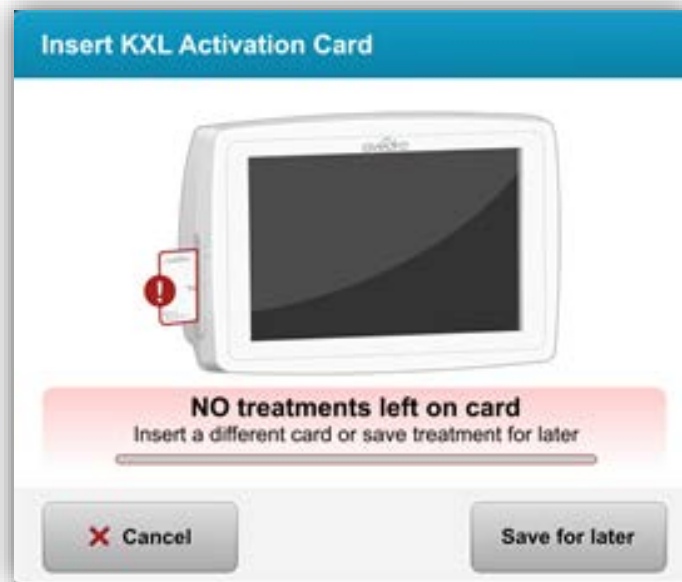 Insert KXL Activation Card
avedro
NO treatments left on card
Insert a different card or save treatment for later
Cancel
Save for later